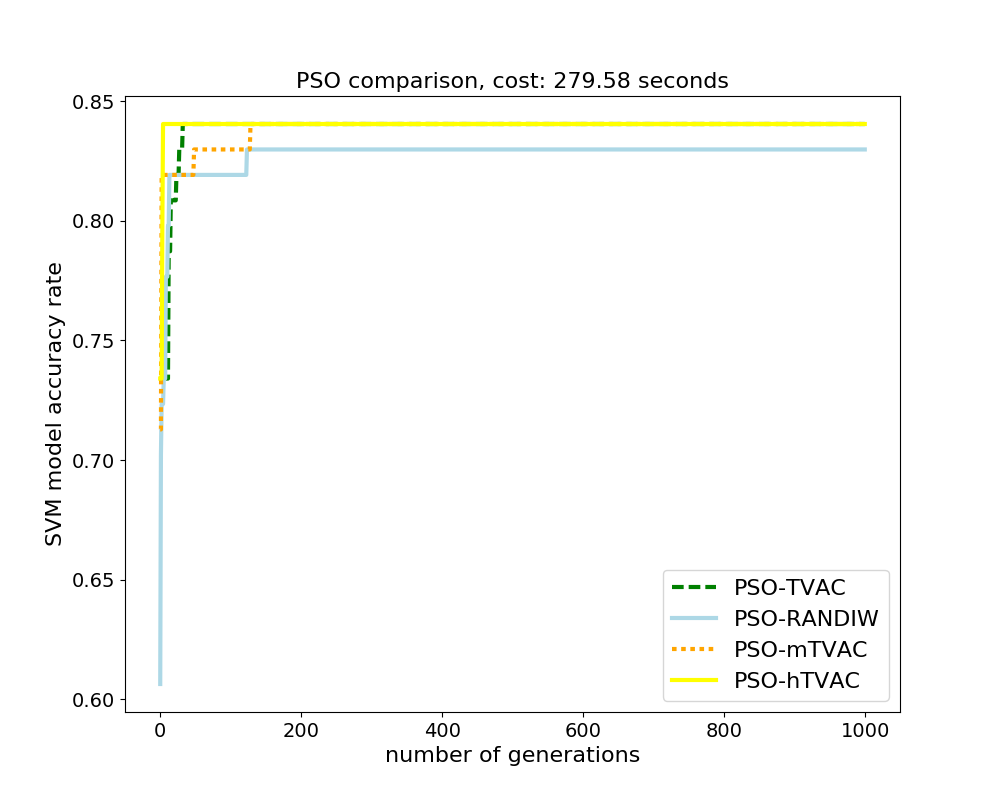 PSO comparison, cost: 279.58 seconds
0.85
0.80
0.75
0.70
0.65
0.60
SVM model accuracy rate
PSO-TVAC
PSO-RANDIW
PSO-mTVAC
PSO-hTVAC
0 200 400 600 800 1000
number of generations